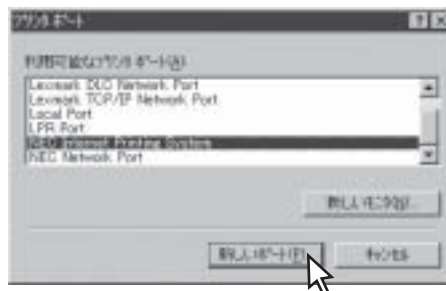 プリンタ ポート
利用可能なプリンタ ポート(A):
Lexmark DLC Network Port
Lexmark TCP/IP Network Port
Local Port
LPR Port
NEC Internet Printing System
NEC Network Port
新しいモニタ(M)...
新しいポート(P)...
キャンセル